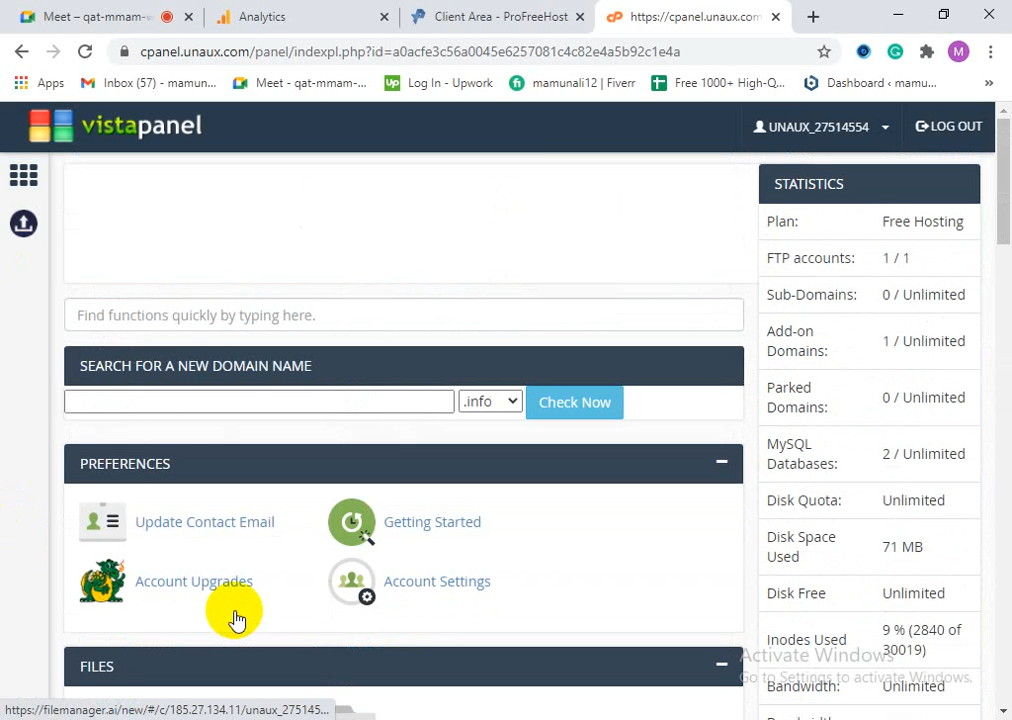 Meet – qat-mmam-v
Analytics
Client Area - ProFreeHost
https://cpanel.unaux.com/panel
cpanel.unaux.com/panel/indexpl.php?id=a0acfe3c56a0045e6257081c4c82e4a5b92c1e4a
M
Apps
Inbox (57) - mamun...
Meet - qat-mmam-...
Log In - Upwork
mamunali12 | Fiverr
Free 1000+ High-Q...
Dashboard ‹ mamu...
»
vistapanel
UNAUX_27514554
LOG OUT
Find functions quickly by typing here.
SEARCH FOR A NEW DOMAIN NAME
.info
Check Now
PREFERENCES
Update Contact Email
Getting Started
Account Upgrades
Account Settings
FILES
STATISTICS
Plan: Free Hosting
FTP accounts: 1 / 1
Sub-Domains: 0 / Unlimited
Add-on
Domains: 1 / Unlimited
Parked
Domains: 0 / Unlimited
MySQL
Databases: 2 / Unlimited
Disk Quota: Unlimited
Disk Space
Used 71 MB
Disk Free Unlimited
Inodes Used 9 % (2840 of
30019)
Bandwidth: Unlimited
Activate Windows
Go to Settings to activate Windows.
https://filemanager.ai/new/#/c/185.27.134.11/unaux_275145...